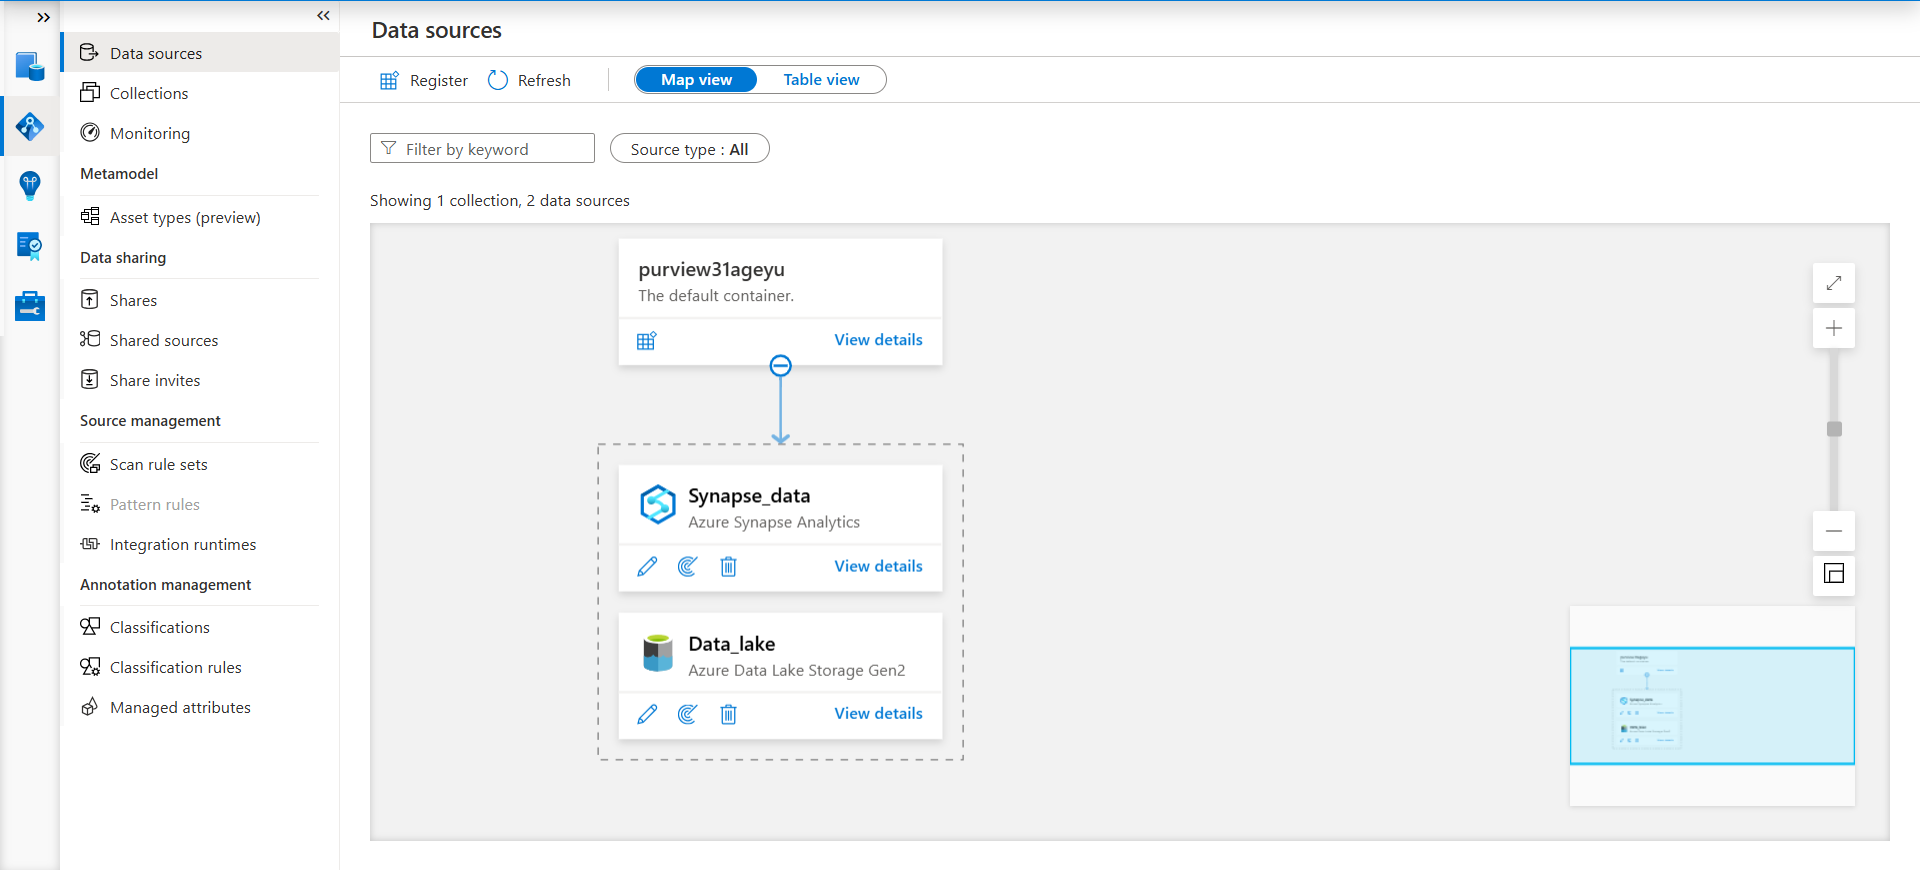 Data sources
Collections
Monitoring
Metamodel
Asset types (preview)
Data sharing
Shares
Shared sources
Share invites
Source management
Scan rule sets
Pattern rules
Integration runtimes
Annotation management
Classifications
Classification rules
Managed attributes
Data sources
Register Refresh Map view Table view
Filter by keyword Source type : All
Showing 1 collection, 2 data sources
purview31ageyu
The default container.
View details
Synapse_data
Azure Synapse Analytics
View details
Data_lake
Azure Data Lake Storage Gen2
View details